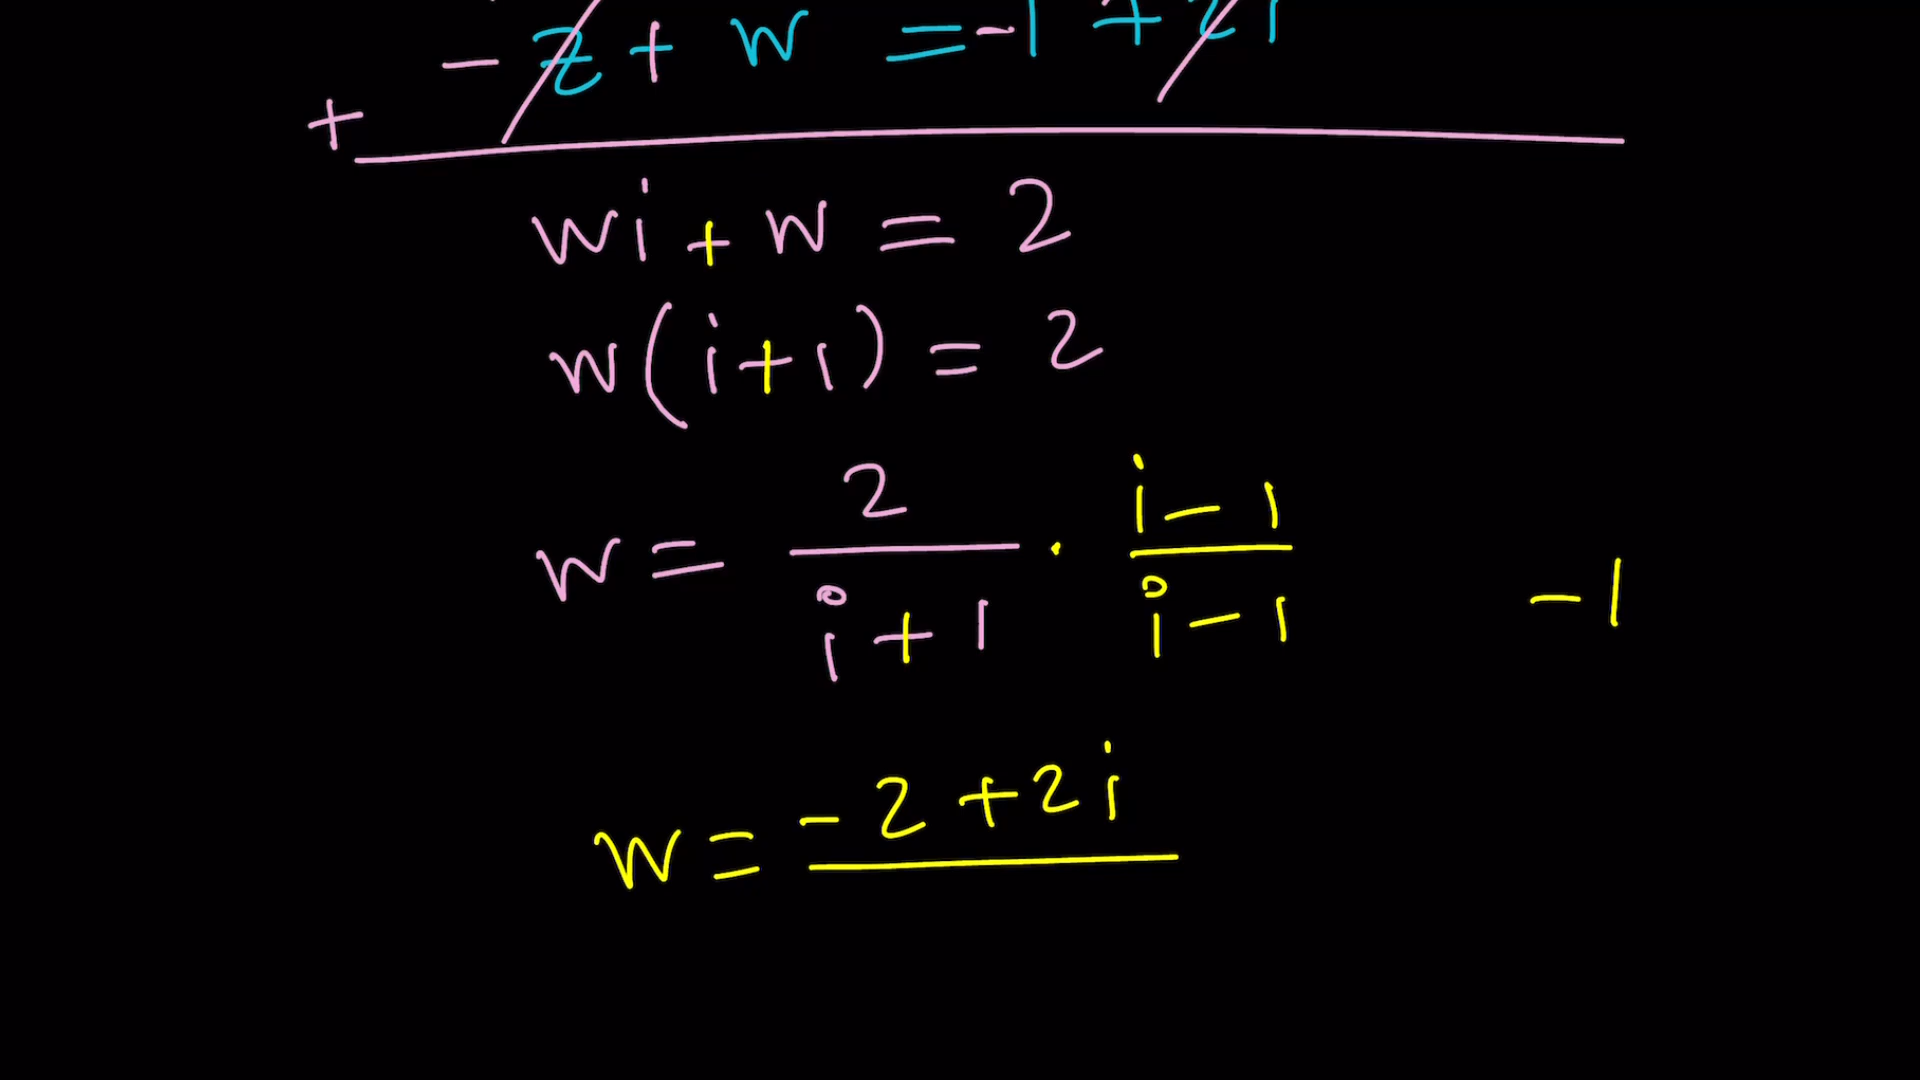 - z + w = -1 + 2i
+
wi + w = 2
w(i+1) = 2
w = 2/(i+1) · (i-1)/(i-1)
-1
w = -2+2i